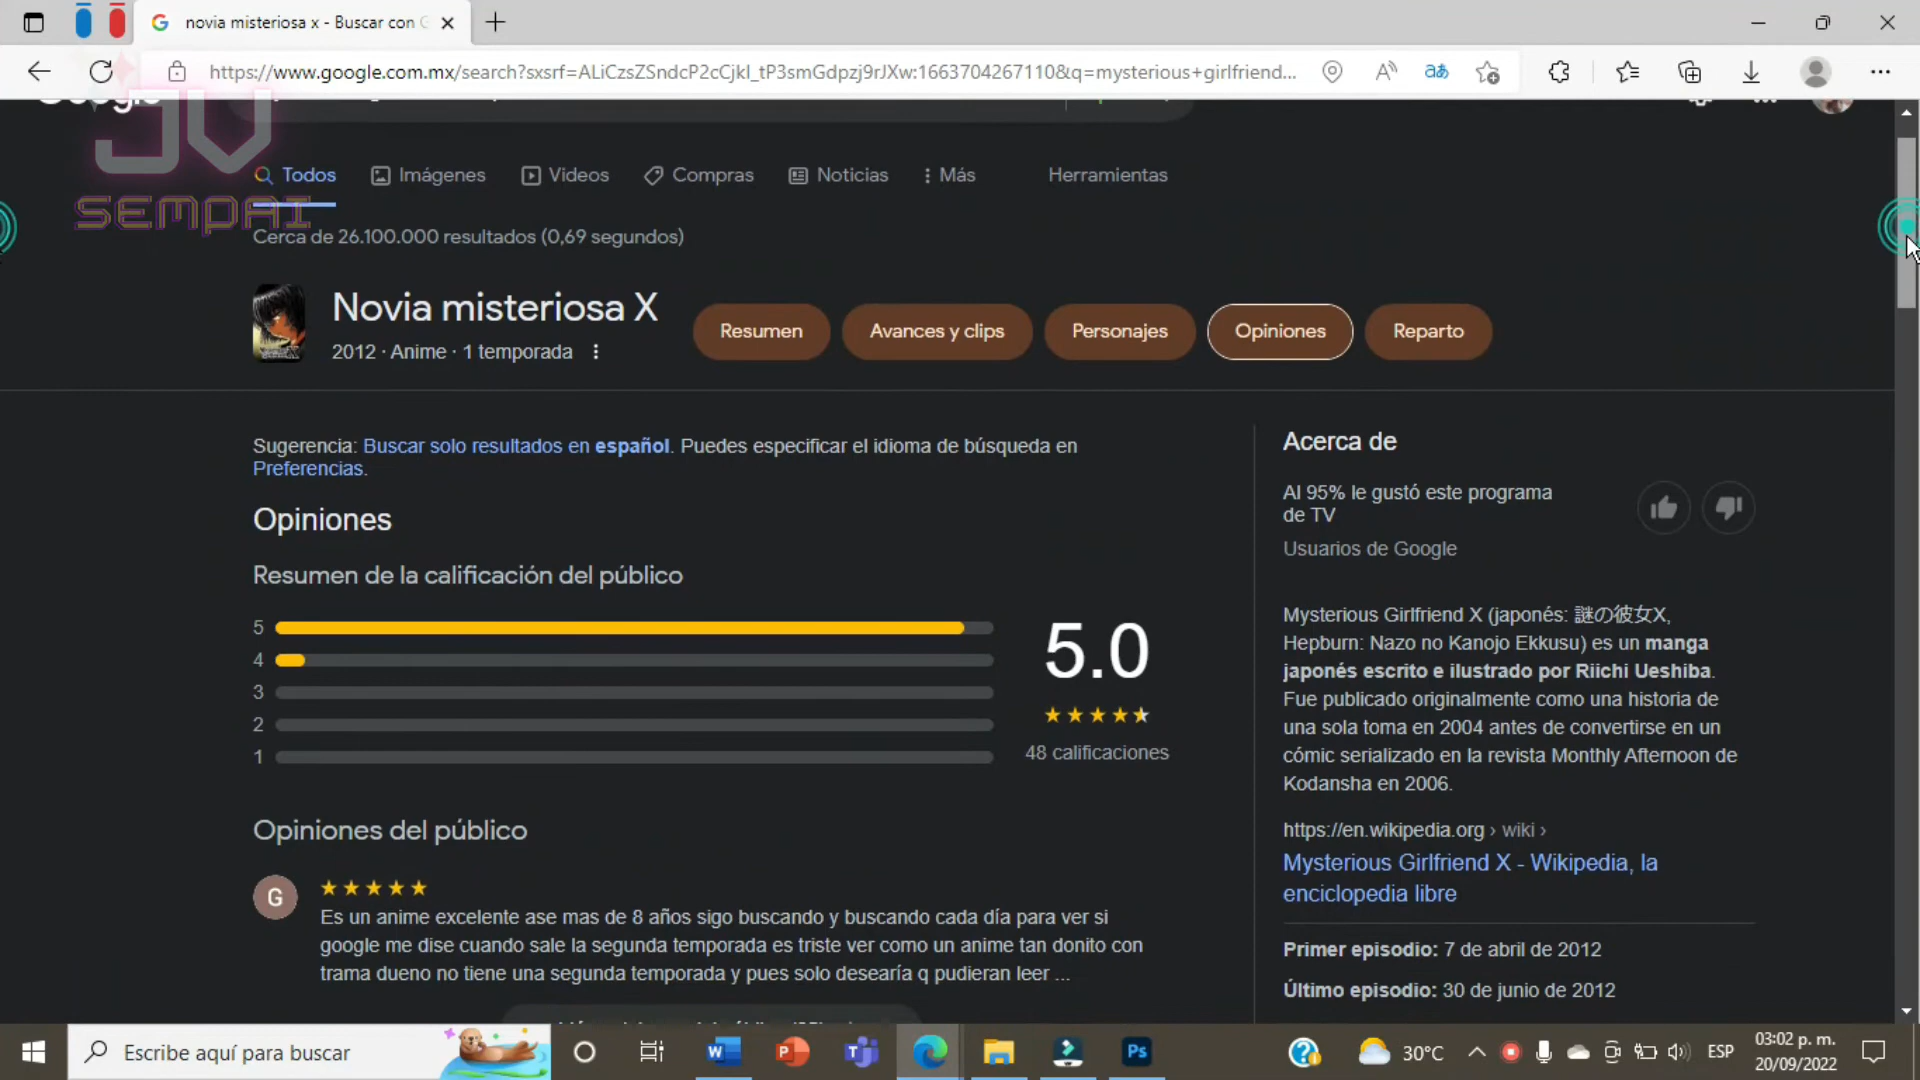 novia misteriosa x - Buscar con G
https://www.google.com.mx/search?sxsrf=ALiCzsZSndcP2cCjkI_tP3smGdpzj9rJXw:1663704267110&q=mysterious+girlfriend...
JV
SEMPAI
Todos
Imágenes
Videos
Compras
Noticias
Más
Herramientas
Cerca de 26.100.000 resultados (0,69 segundos)
Novia misteriosa X
2012 · Anime · 1 temporada
Resumen
Avances y clips
Personajes
Opiniones
Reparto
Sugerencia: Buscar solo resultados en español. Puedes especificar el idioma de búsqueda en
Preferencias.
Opiniones
Resumen de la calificación del público
5
4
3
2
1
5.0
48 calificaciones
Opiniones del público
G
Es un anime excelente ase mas de 8 años sigo buscando y buscando cada día para ver si
google me dise cuando sale la segunda temporada es triste ver como un anime tan donito con
trama dueno no tiene una segunda temporada y pues solo desearía q pudieran leer ...
Acerca de
Al 95% le gustó este programa
de TV
Usuarios de Google
Mysterious Girlfriend X (japonés: 謎の彼女X,
Hepburn: Nazo no Kanojo Ekkusu) es un manga
japonés escrito e ilustrado por Riichi Ueshiba.
Fue publicado originalmente como una historia de
una sola toma en 2004 antes de convertirse en un
cómic serializado en la revista Monthly Afternoon de
Kodansha en 2006.
https://en.wikipedia.org › wiki ›
Mysterious Girlfriend X - Wikipedia, la
enciclopedia libre
Primer episodio: 7 de abril de 2012
Último episodio: 30 de junio de 2012
Escribe aquí para buscar
30°C
ESP
03:02 p. m.
20/09/2022